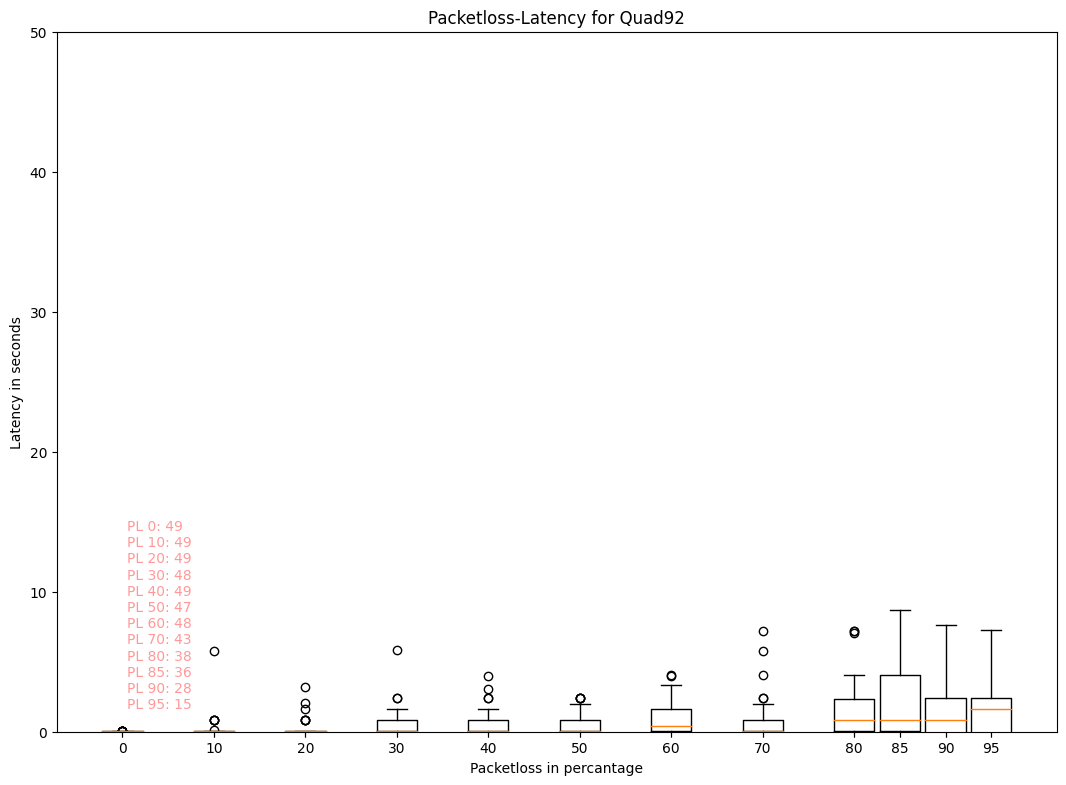 Packetloss-Latency for Quad92
50
40
30
20
10
0
Latency in seconds
PL 0: 49
PL 10: 49
PL 20: 49
PL 30: 48
PL 40: 49
PL 50: 47
PL 60: 48
PL 70: 43
PL 80: 38
PL 85: 36
PL 90: 28
PL 95: 15
0 10 20 30 40 50 60 70 80 85 90 95
Packetloss in percantage